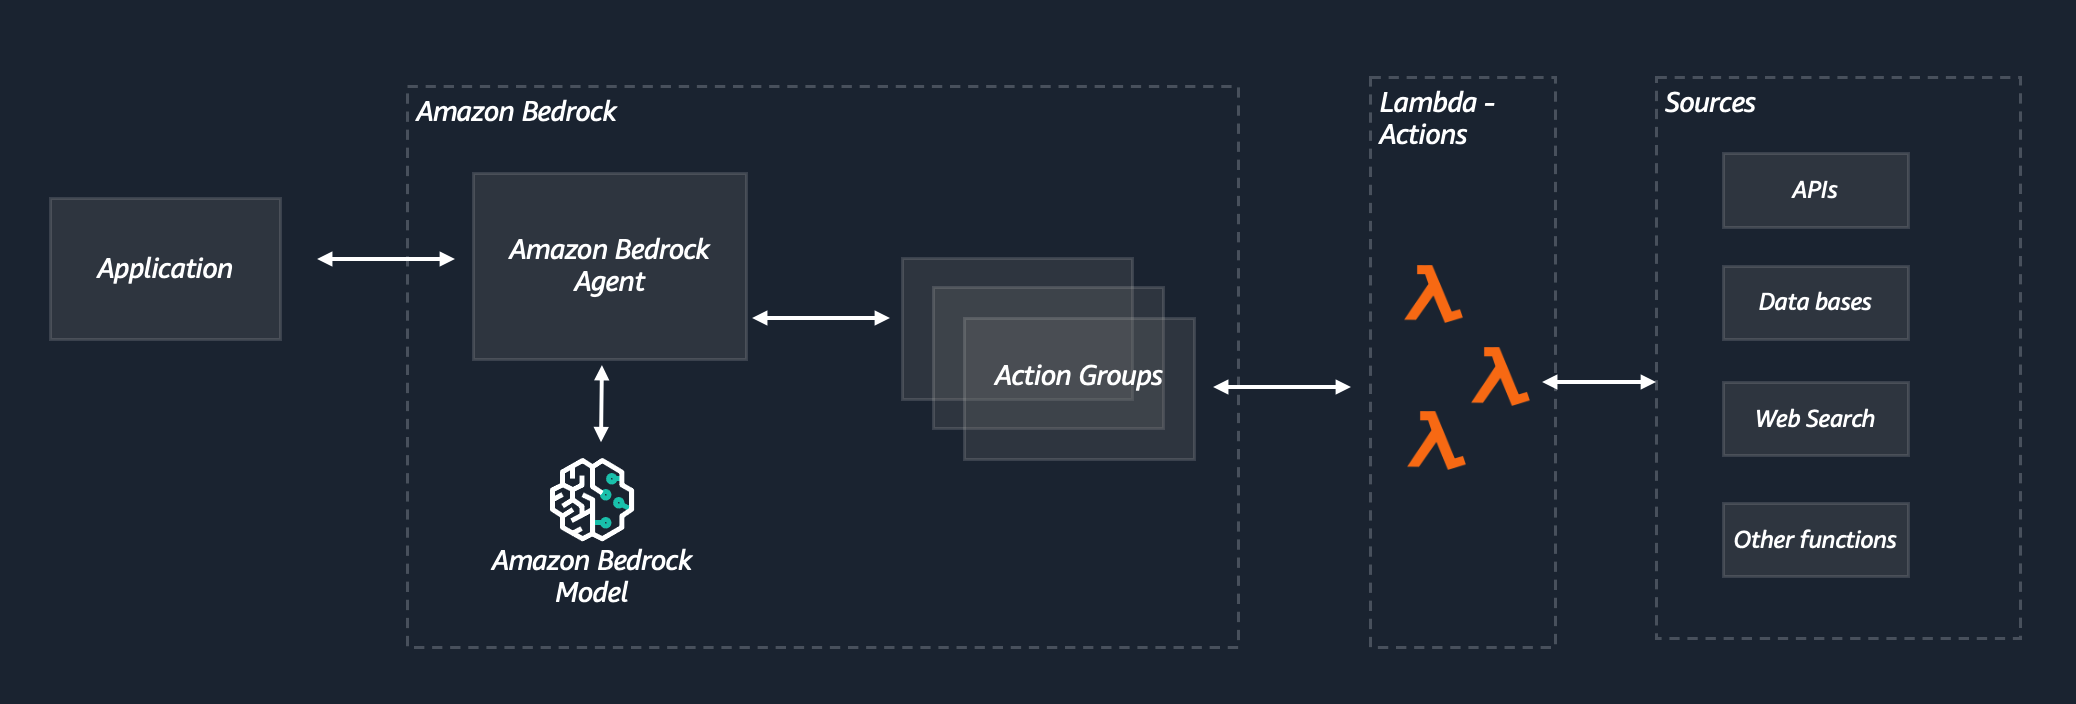 Amazon Bedrock
Lambda -
Actions
Sources
Application
Amazon Bedrock
Agent
Amazon Bedrock
Model
Action Groups
APIs
Data bases
Web Search
Other functions